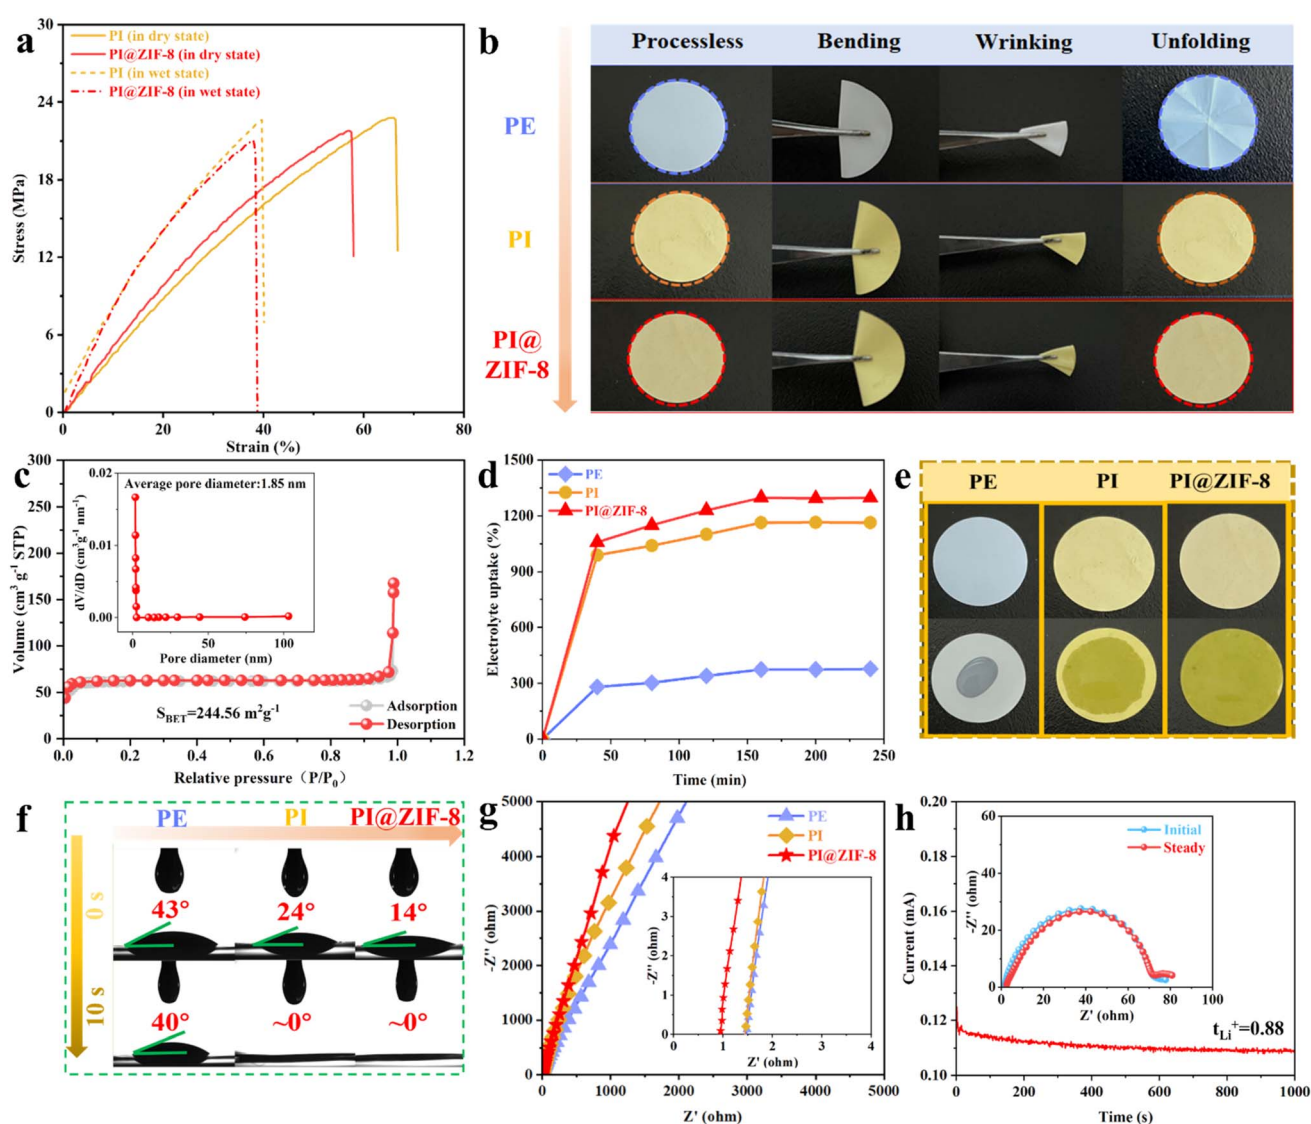 a
30
24
18
12
6
0
Stress (MPa)
PI (in dry state)
PI@ZIF-8 (in dry state)
PI (in wet state)
PI@ZIF-8 (in wet state)
0 20 40 60 80
Strain (%)
b
Processless Bending Wrinking Unfolding
PE
PI
PI@
ZIF-8
c
300
250
200
150
100
50
0
Volume (cm³ g⁻¹ STP)
0.02
0.01
0.00
dV/dD (cm³g⁻¹ nm⁻¹)
Average pore diameter:1.85 nm
0 50 100
Pore diameter (nm)
Adsorption
Desorption
S_BET=244.56 m²g⁻¹
0.0 0.2 0.4 0.6 0.8 1.0 1.2
Relative pressure（P/P₀）
d
1500
1200
900
600
300
0
Electrolyte uptake (%)
PE
PI
PI@ZIF-8
0 50 100 150 200 250
Time (min)
e
PE PI PI@ZIF-8
f
PE PI PI@ZIF-8
0 s
43° 24° 14°
10 s
40° ~0° ~0°
g
5000
4000
3000
2000
1000
0
-Z'' (ohm)
PE
PI
PI@ZIF-8
4
3
2
1
0
-Z'' (ohm)
0 1 2 3 4
Z' (ohm)
0 1000 2000 3000 4000 5000
Z' (ohm)
h
0.20
0.18
0.16
0.14
0.12
0.10
Current (mA)
60
40
20
0
-Z'' (ohm)
Initial
Steady
0 20 40 60 80 100
Z' (ohm)
t_Li⁺=0.88
0 200 400 600 800 1000
Time (s)